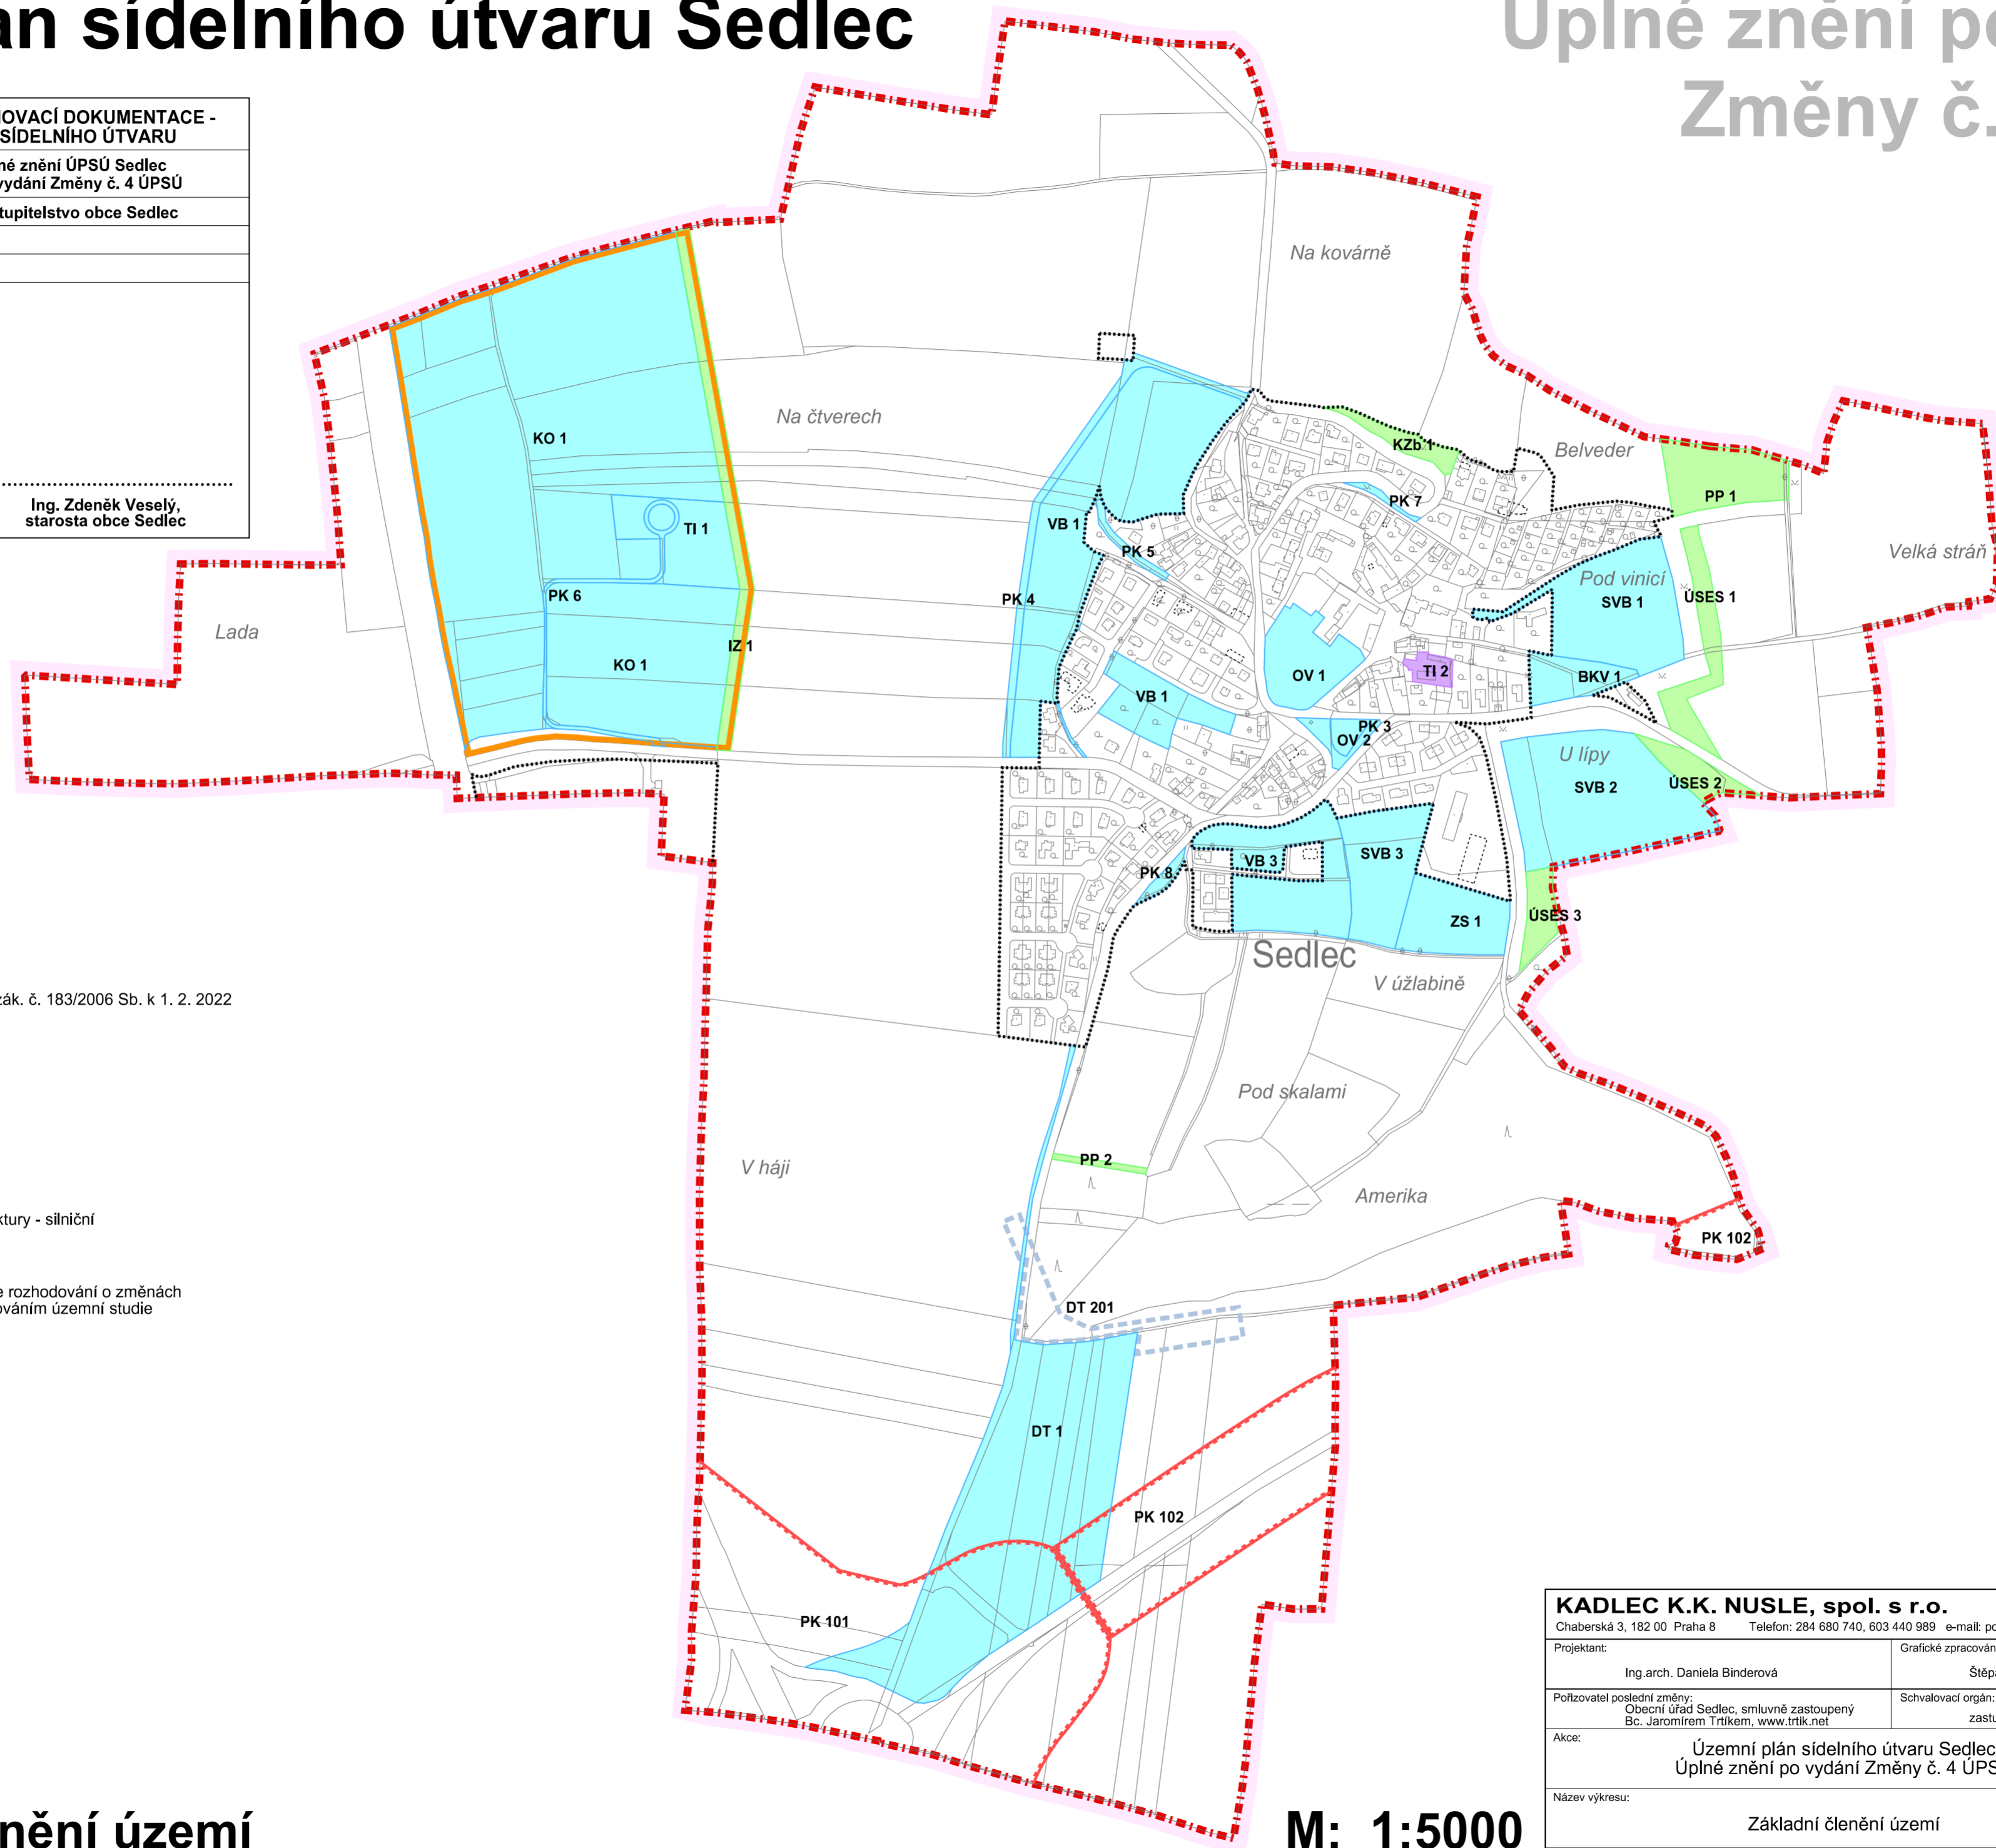 án sídelního útvaru Sedlec
Úplné znění po
Změny č.
NOVACÍ DOKUMENTACE -
SÍDELNÍHO ÚTVARU
né znění ÚPSÚ Sedlec
vydání Změny č. 4 ÚPSÚ
tupitelstvo obce Sedlec
Ing. Zdeněk Veselý,
starosta obce Sedlec
Na kovárně
Na čtverech
KO 1
KZb 1
Belveder
PP 1
PK 7
TI 1
VB 1
PK 5
Velká stráň
Pod vinicí
SVB 1
ÚSES 1
PK 6
PK 4
Lada
IZ 1
KO 1
OV 1
TI 2
BKV 1
VB 1
PK 3
OV 2
U lípy
SVB 2
ÚSES 2
VB 3
SVB 3
PK 8
ZS 1
ÚSES 3
Sedlec
V úžlabině
zák. č. 183/2006 Sb. k 1. 2. 2022
Pod skalami
PP 2
V háji
Amerika
ktury - silniční
PK 102
e rozhodování o změnách
ováním územní studie
DT 201
DT 1
PK 102
PK 101
KADLEC K.K. NUSLE, spol. s r.o.
Chaberská 3, 182 00 Praha 8 Telefon: 284 680 740, 603 440 989 e-mail: po
Projektant:
Grafické zpracován
Ing.arch. Daniela Binderová
Štěpá
Pořizovatel poslední změny:
Schvalovací orgán:
Obecní úřad Sedlec, smluvně zastoupený
Bc. Jaromírem Trtíkem, www.trtik.net
zastu
Akce:
Územní plán sídelního útvaru Sedlec
Úplné znění po vydání Změny č. 4 ÚPS
Název výkresu:
Základní členění území
nění území
M: 1:5000